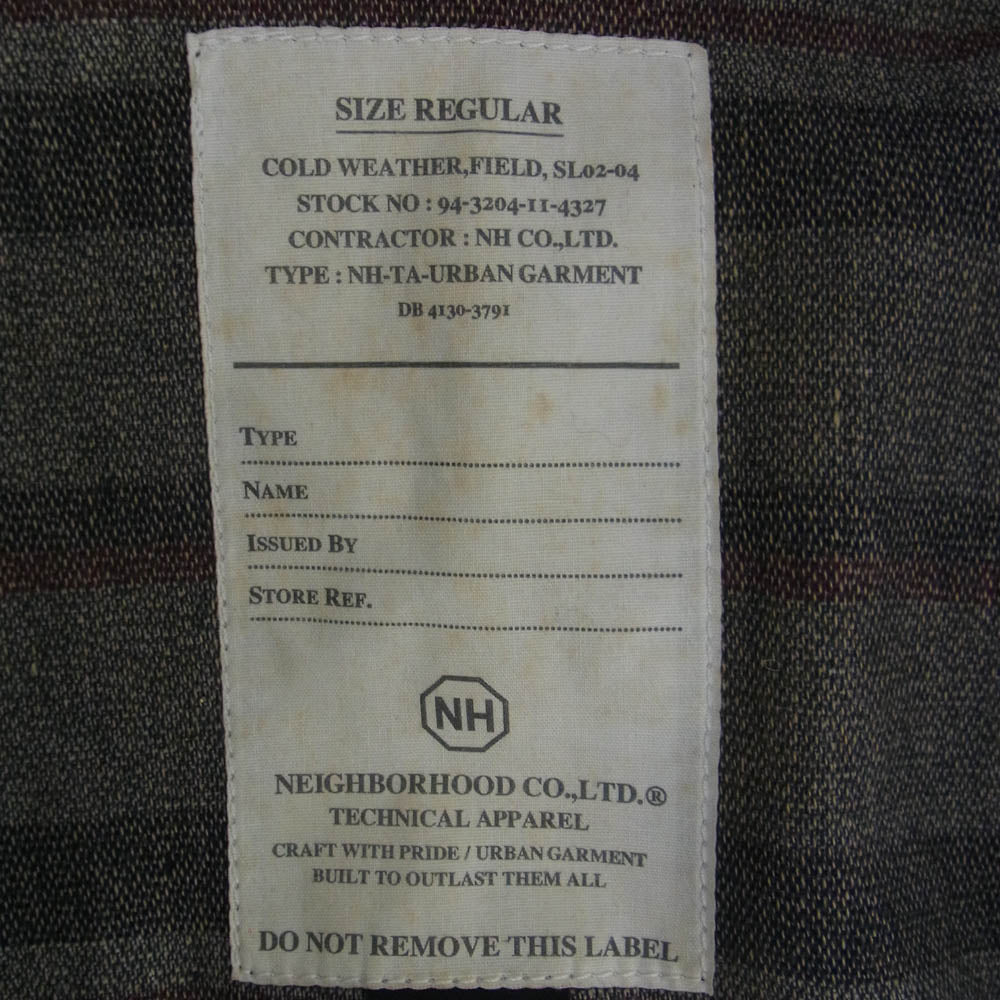 SIZE REGULAR
COLD WEATHER,FIELD, SL02-04
STOCK NO : 94-3204-11-4327
CONTRACTOR : NH CO.,LTD.
TYPE : NH-TA-URBAN GARMENT
DB 4130-3791
TYPE
NAME
ISSUED BY
STORE REF.
NH
NEIGHBORHOOD CO.,LTD.®
TECHNICAL APPAREL
CRAFT WITH PRIDE / URBAN GARMENT
BUILT TO OUTLAST THEM ALL
DO NOT REMOVE THIS LABEL